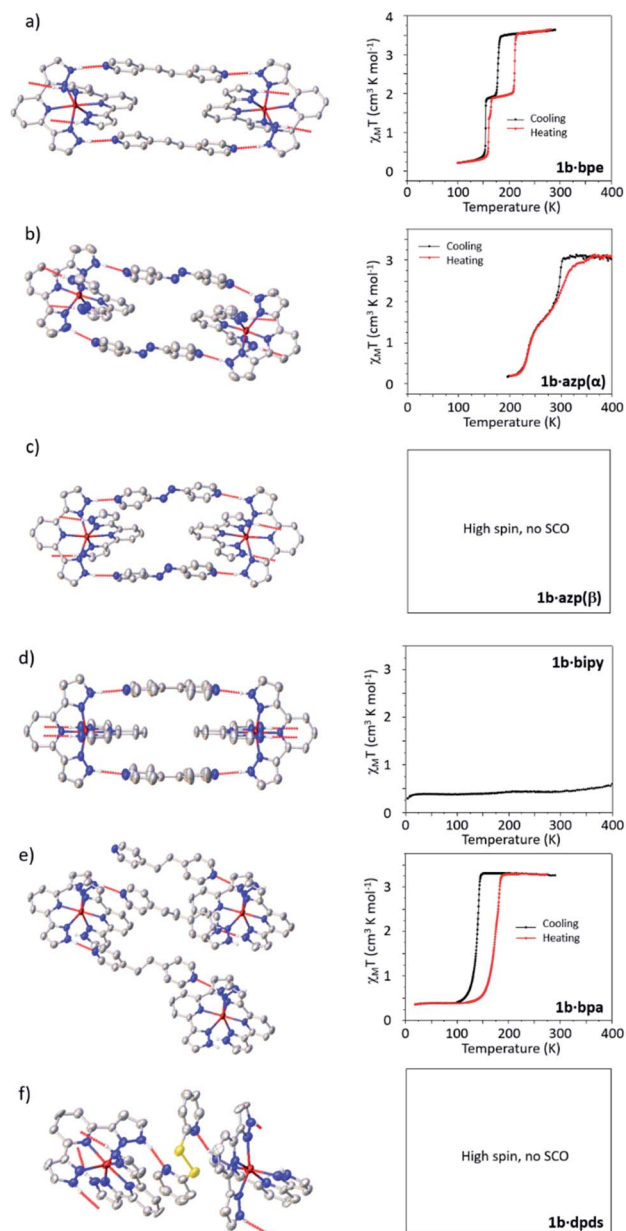 a)
χMT (cm³ K mol⁻¹)
4
3
2
1
0
0 100 200 300 400
Temperature (K)
Cooling
Heating
1b·bpe
b)
χMT (cm³ K mol⁻¹)
3
2
1
0
100 200 300 400
Temperature (K)
Cooling
Heating
1b·azp(α)
c)
High spin, no SCO
1b·azp(β)
d)
1b·bipy
χMT (cm³ K mol⁻¹)
3
2
1
0
0 100 200 300 400
Temperature (K)
e)
χMT (cm³ K mol⁻¹)
4
3
2
1
0
0 100 200 300 400
Temperature (K)
Cooling
Heating
1b·bpa
f)
High spin, no SCO
1b·dpds